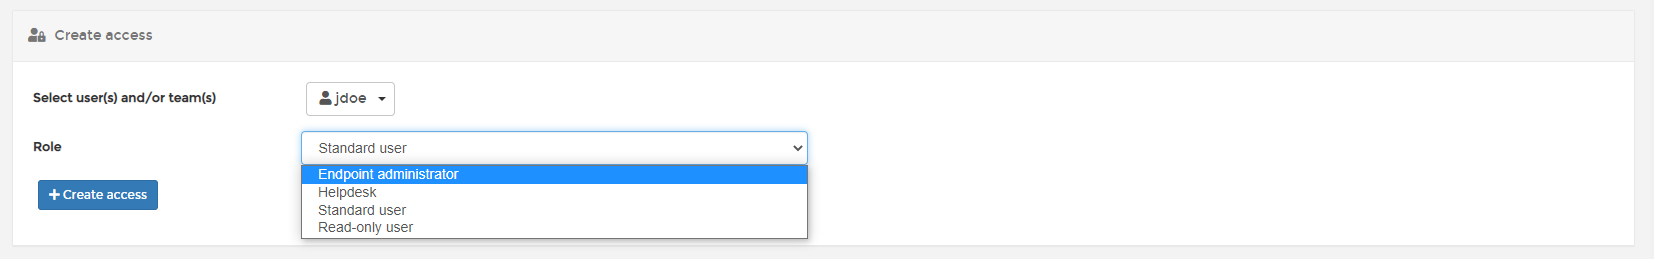 Create access
Select user(s) and/or team(s)
jdoe
Role
Standard user
Endpoint administrator
Helpdesk
Standard user
Read-only user
Create access